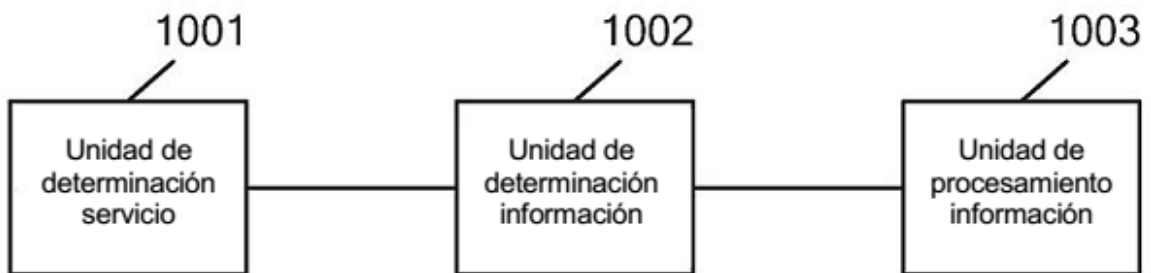 1001
1002
1003
Unidad de
determinación
servicio
Unidad de
determinación
información
Unidad de
procesamiento
información